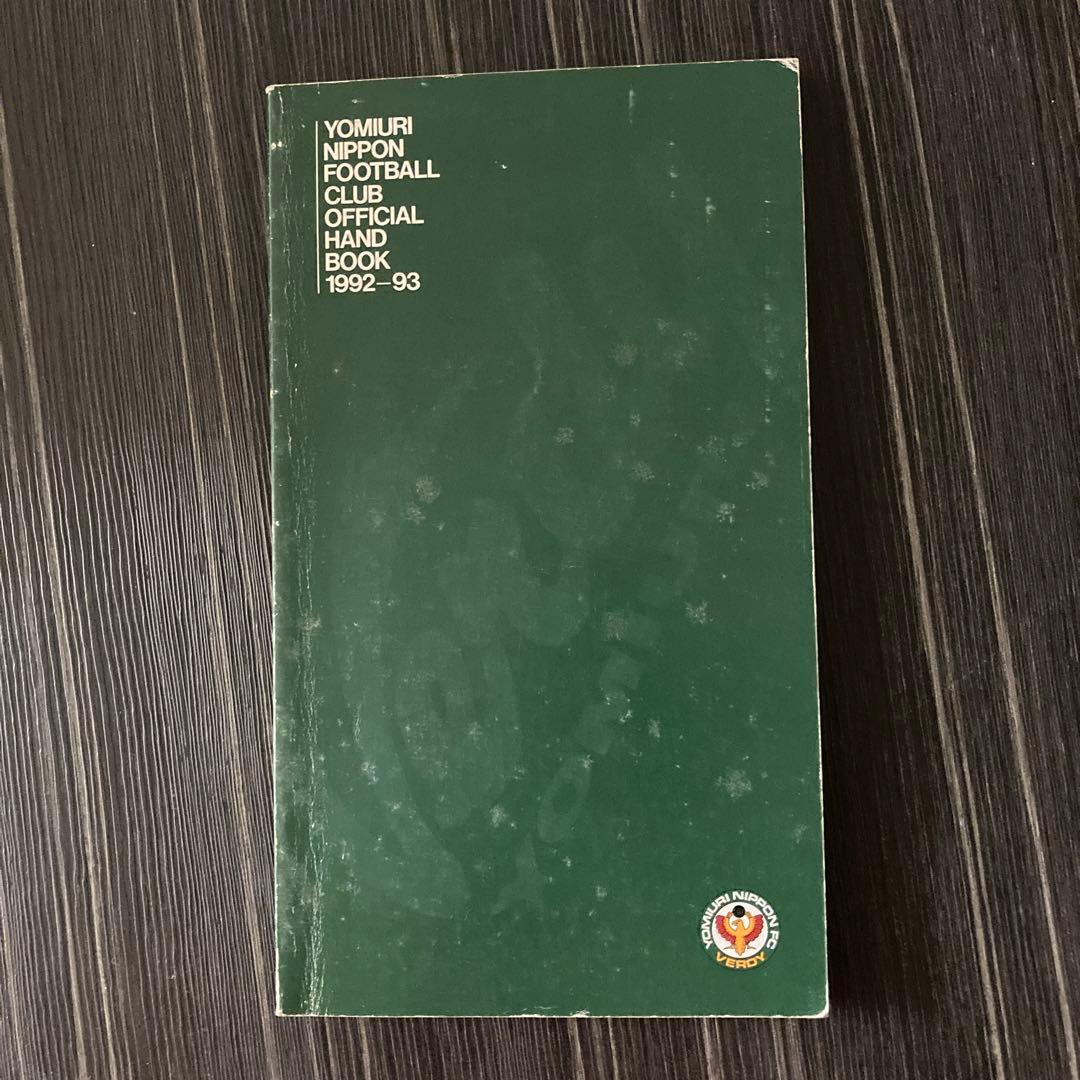 YOMIURI
NIPPON
FOOTBALL
CLUB
OFFICIAL
HAND
BOOK
1992–93
YOMIURI NIPPON FC
VERDY